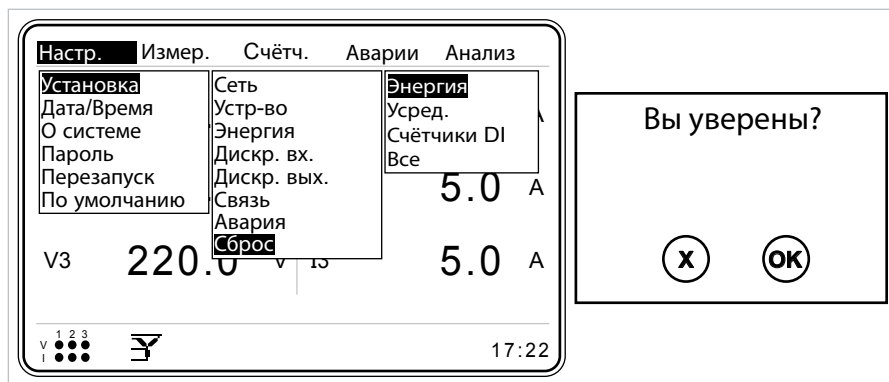 Настр. Измер. Счётч. Аварии Анализ
Установка
Дата/Время
О системе
Пароль
Перезапуск
По умолчанию
Сеть
Устр-во
Энергия
Дискр. вх.
Дискр. вых.
Связь
Авария
Сброс
Энергия
Усред.
Счётчики DI
Все
5.0 A
V3 220.0 V I3 5.0 A
1 2 3
V
I
17:22
Вы уверены?
X OK